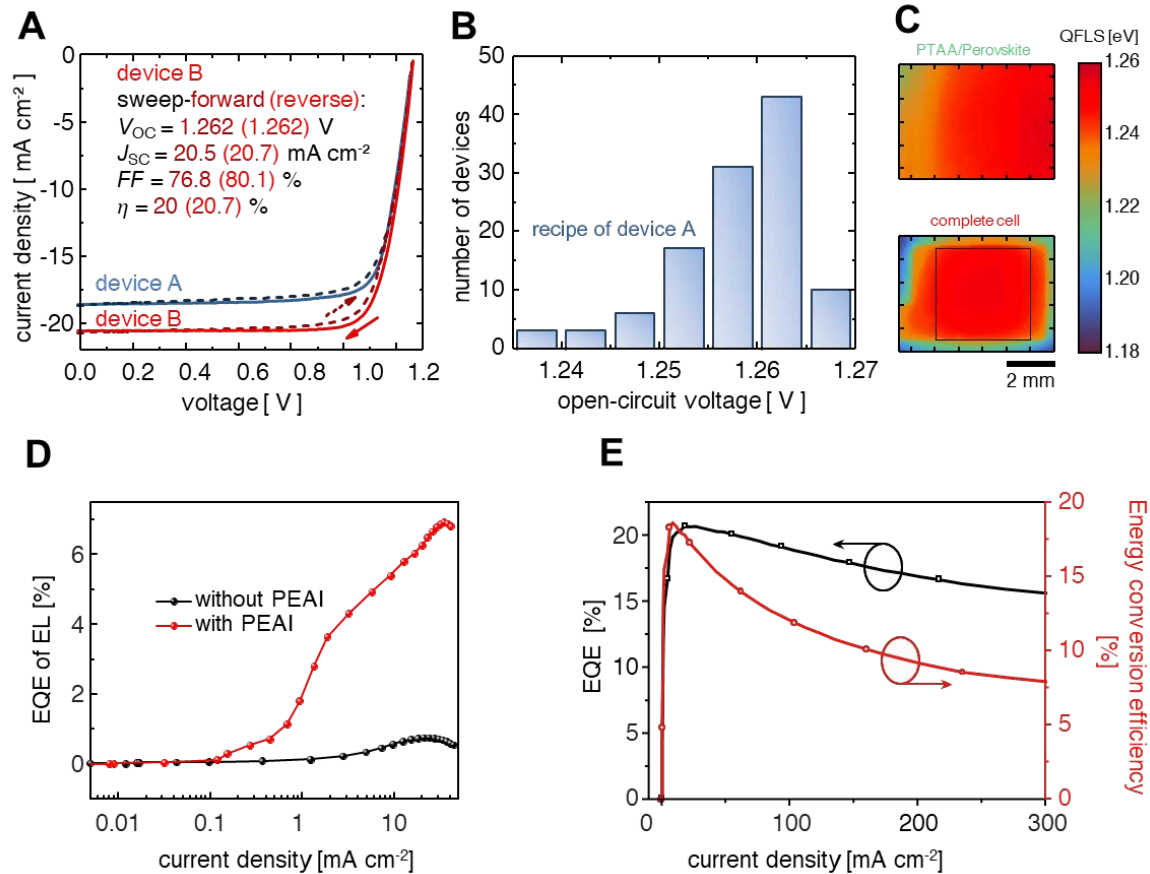 A
0
-5
-10
-15
-20
current density [ mA cm-2 ]
device B
sweep-forward (reverse):
VOC = 1.262 (1.262) V
JSC = 20.5 (20.7) mA cm-2
FF = 76.8 (80.1) %
η = 20 (20.7) %
device A
device B
0.0 0.2 0.4 0.6 0.8 1.0 1.2
voltage [ V ]
B
50
40
30
20
10
0
number of devices
recipe of device A
1.24 1.25 1.26 1.27
open-circuit voltage [ V ]
C
QFLS [eV]
PTAA/Perovskite
complete cell
1.26
1.24
1.22
1.20
1.18
2 mm
D
6
4
2
0
EQE of EL [%]
without PEAI
with PEAI
0.01 0.1 1 10
current density [mA cm-2]
E
20
15
10
5
0
EQE [%]
20
15
10
5
0
Energy conversion efficiency
[%]
0 100 200 300
current density [mA cm-2]